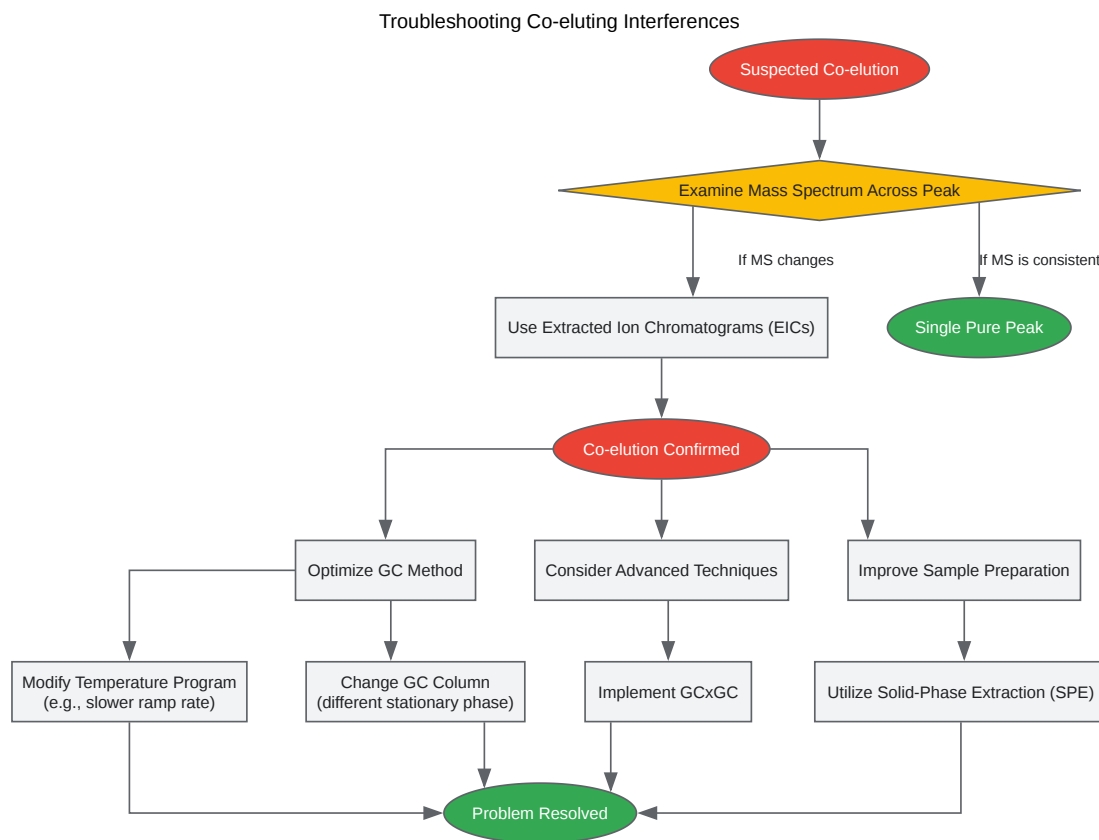 Troubleshooting Co-eluting Interferences
Suspected Co-elution
Examine Mass Spectrum Across Peak
If MS changes
If MS is consistent
Use Extracted Ion Chromatograms (EICs)
Single Pure Peak
Co-elution Confirmed
Optimize GC Method
Consider Advanced Techniques
Improve Sample Preparation
Modify Temperature Program
(e.g., slower ramp rate)
Change GC Column
(different stationary phase)
Implement GCxGC
Utilize Solid-Phase Extraction (SPE)
Problem Resolved